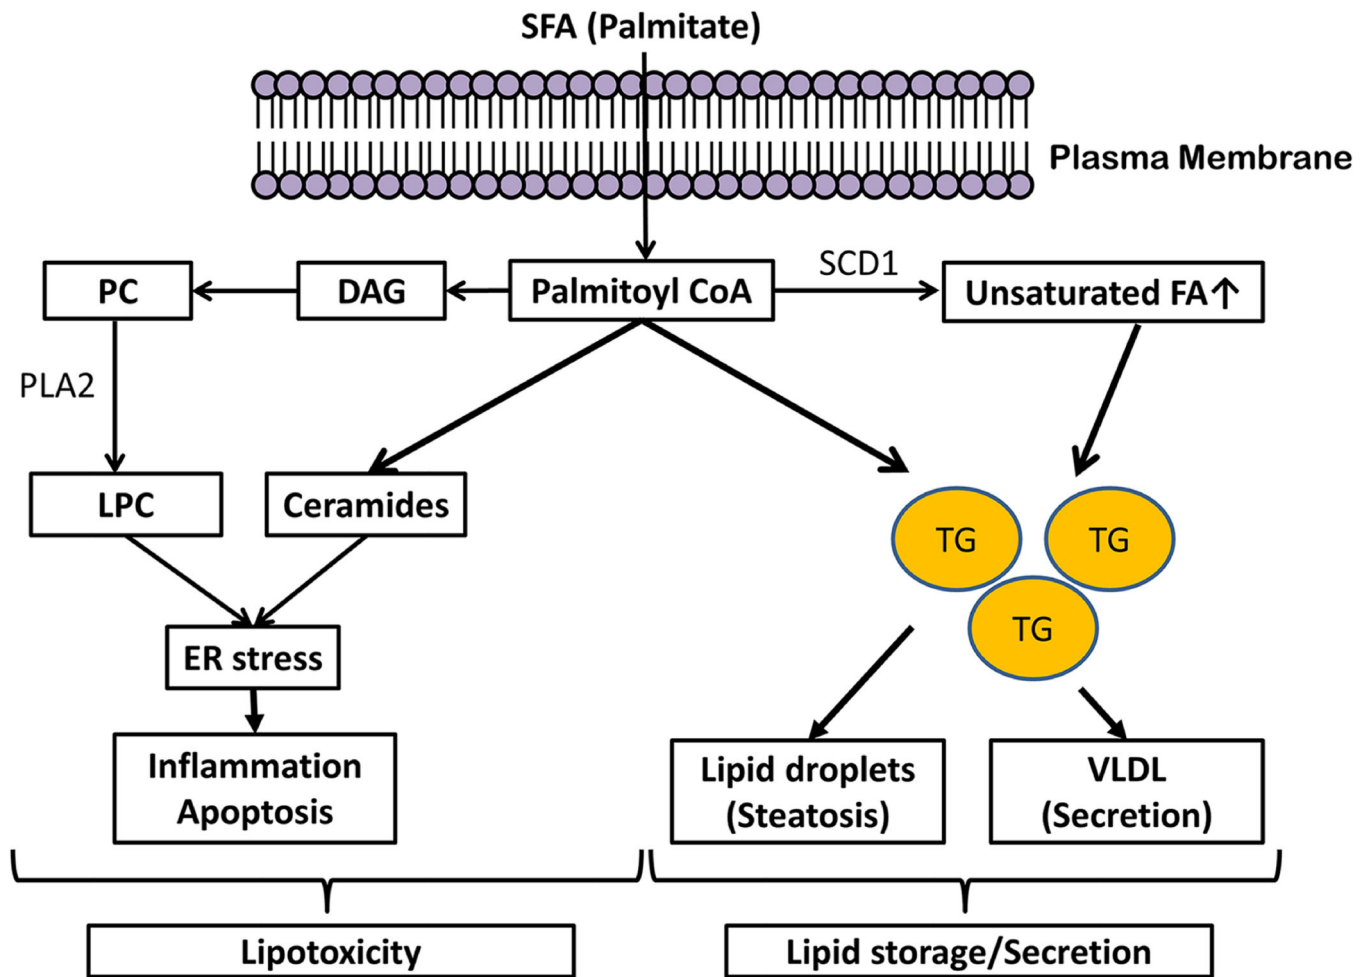 SFA (Palmitate)
Plasma Membrane
SCD1
PC
DAG
Palmitoyl CoA
Unsaturated FA↑
PLA2
LPC
Ceramides
TG
TG
TG
ER stress
Inflammation
Apoptosis
Lipid droplets
(Steatosis)
VLDL
(Secretion)
Lipotoxicity
Lipid storage/Secretion